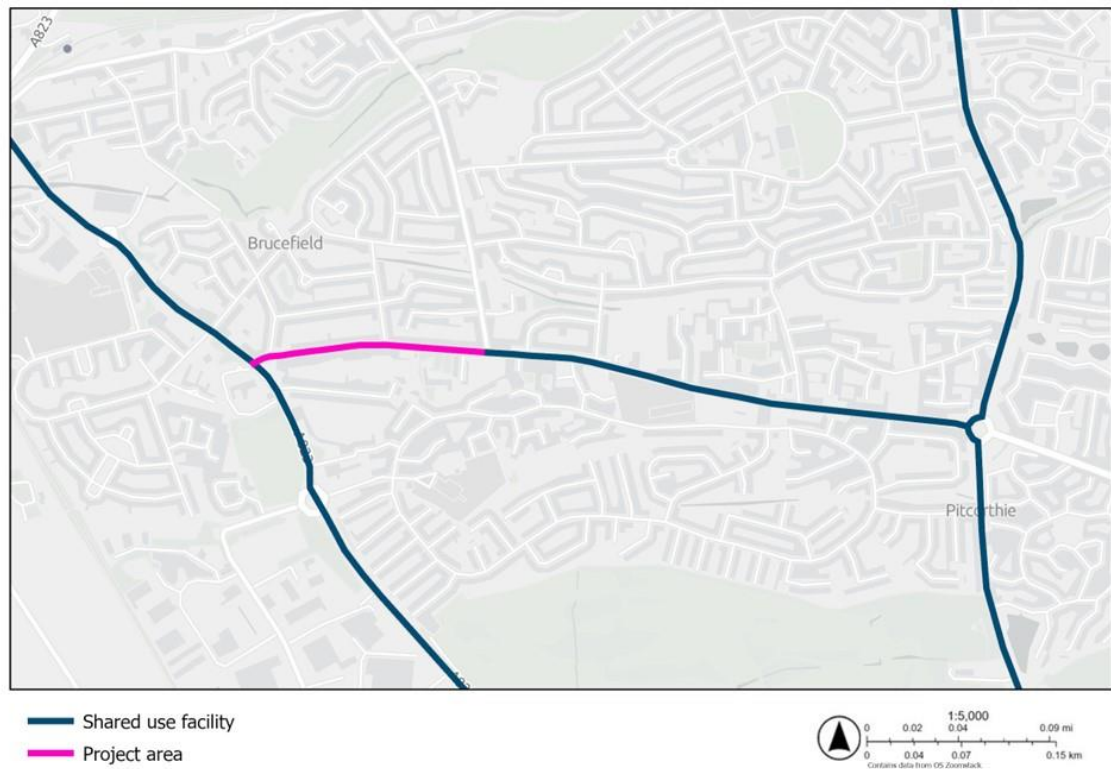 A823
Brucefield
A 823
Pitcorthie
Shared use facility
Project area
1:5,000
0 0.02 0.04 0.09 mi
0 0.04 0.07 0.15 km
Contains data from OS Zoomstack.